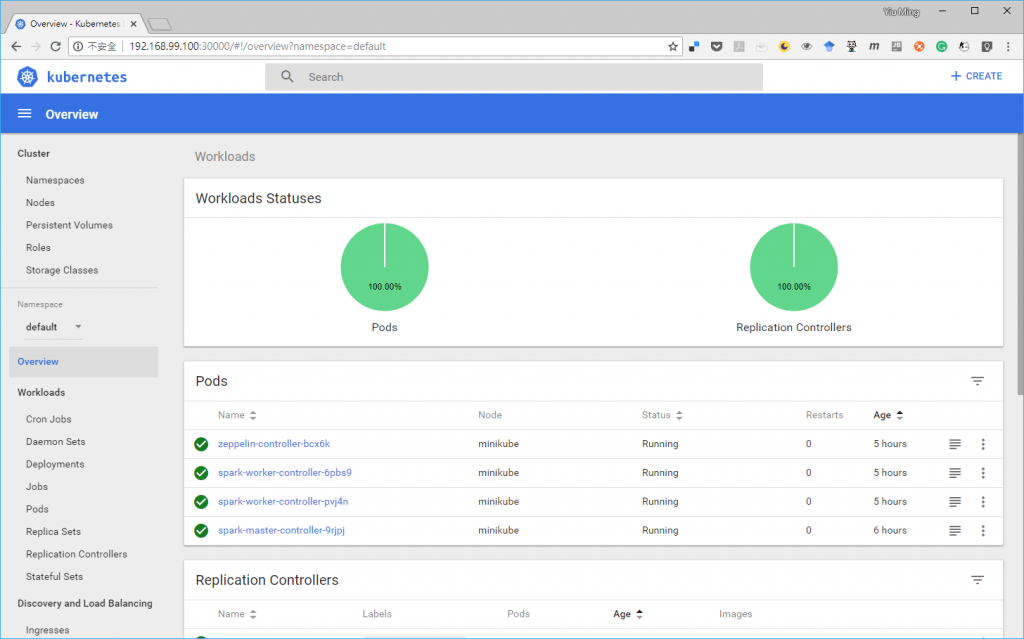 Yiu Ming
Overview - Kubernetes
不安全 192.168.99.100:30000/#!/overview?namespace=default
kubernetes
Search
+ CREATE
Overview
Cluster
Namespaces
Nodes
Persistent Volumes
Roles
Storage Classes
Namespace
default
Overview
Workloads
Cron Jobs
Daemon Sets
Deployments
Jobs
Pods
Replica Sets
Replication Controllers
Stateful Sets
Discovery and Load Balancing
Ingresses
Workloads
Workloads Statuses
100.00% 100.00%
Pods Replication Controllers
Pods
Name Node Status Restarts Age
zeppelin-controller-bcx6k minikube Running 0 5 hours
spark-worker-controller-6pbs9 minikube Running 0 5 hours
spark-worker-controller-pvj4n minikube Running 0 5 hours
spark-master-controller-9rjpj minikube Running 0 6 hours
Replication Controllers
Name Labels Pods Age Images